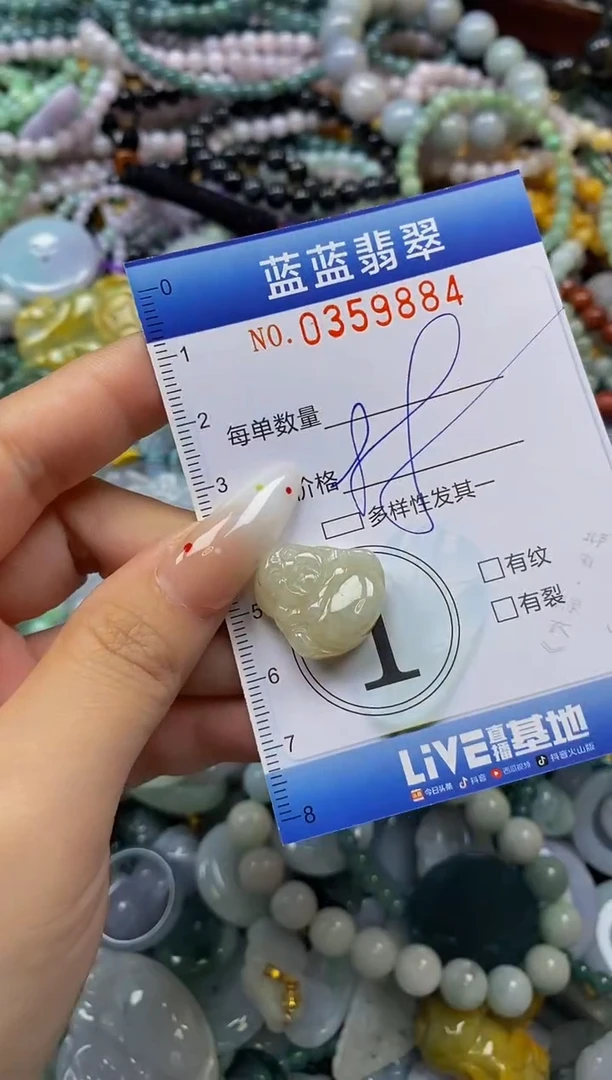 蓝蓝翡翠
NO.0359884
0
1
2
3
5
6
7
8
每单数量
价格
多样性发其一
1
有纹
有裂
LiVE直播基地
今日头条 抖音 西瓜视频 抖音火山版